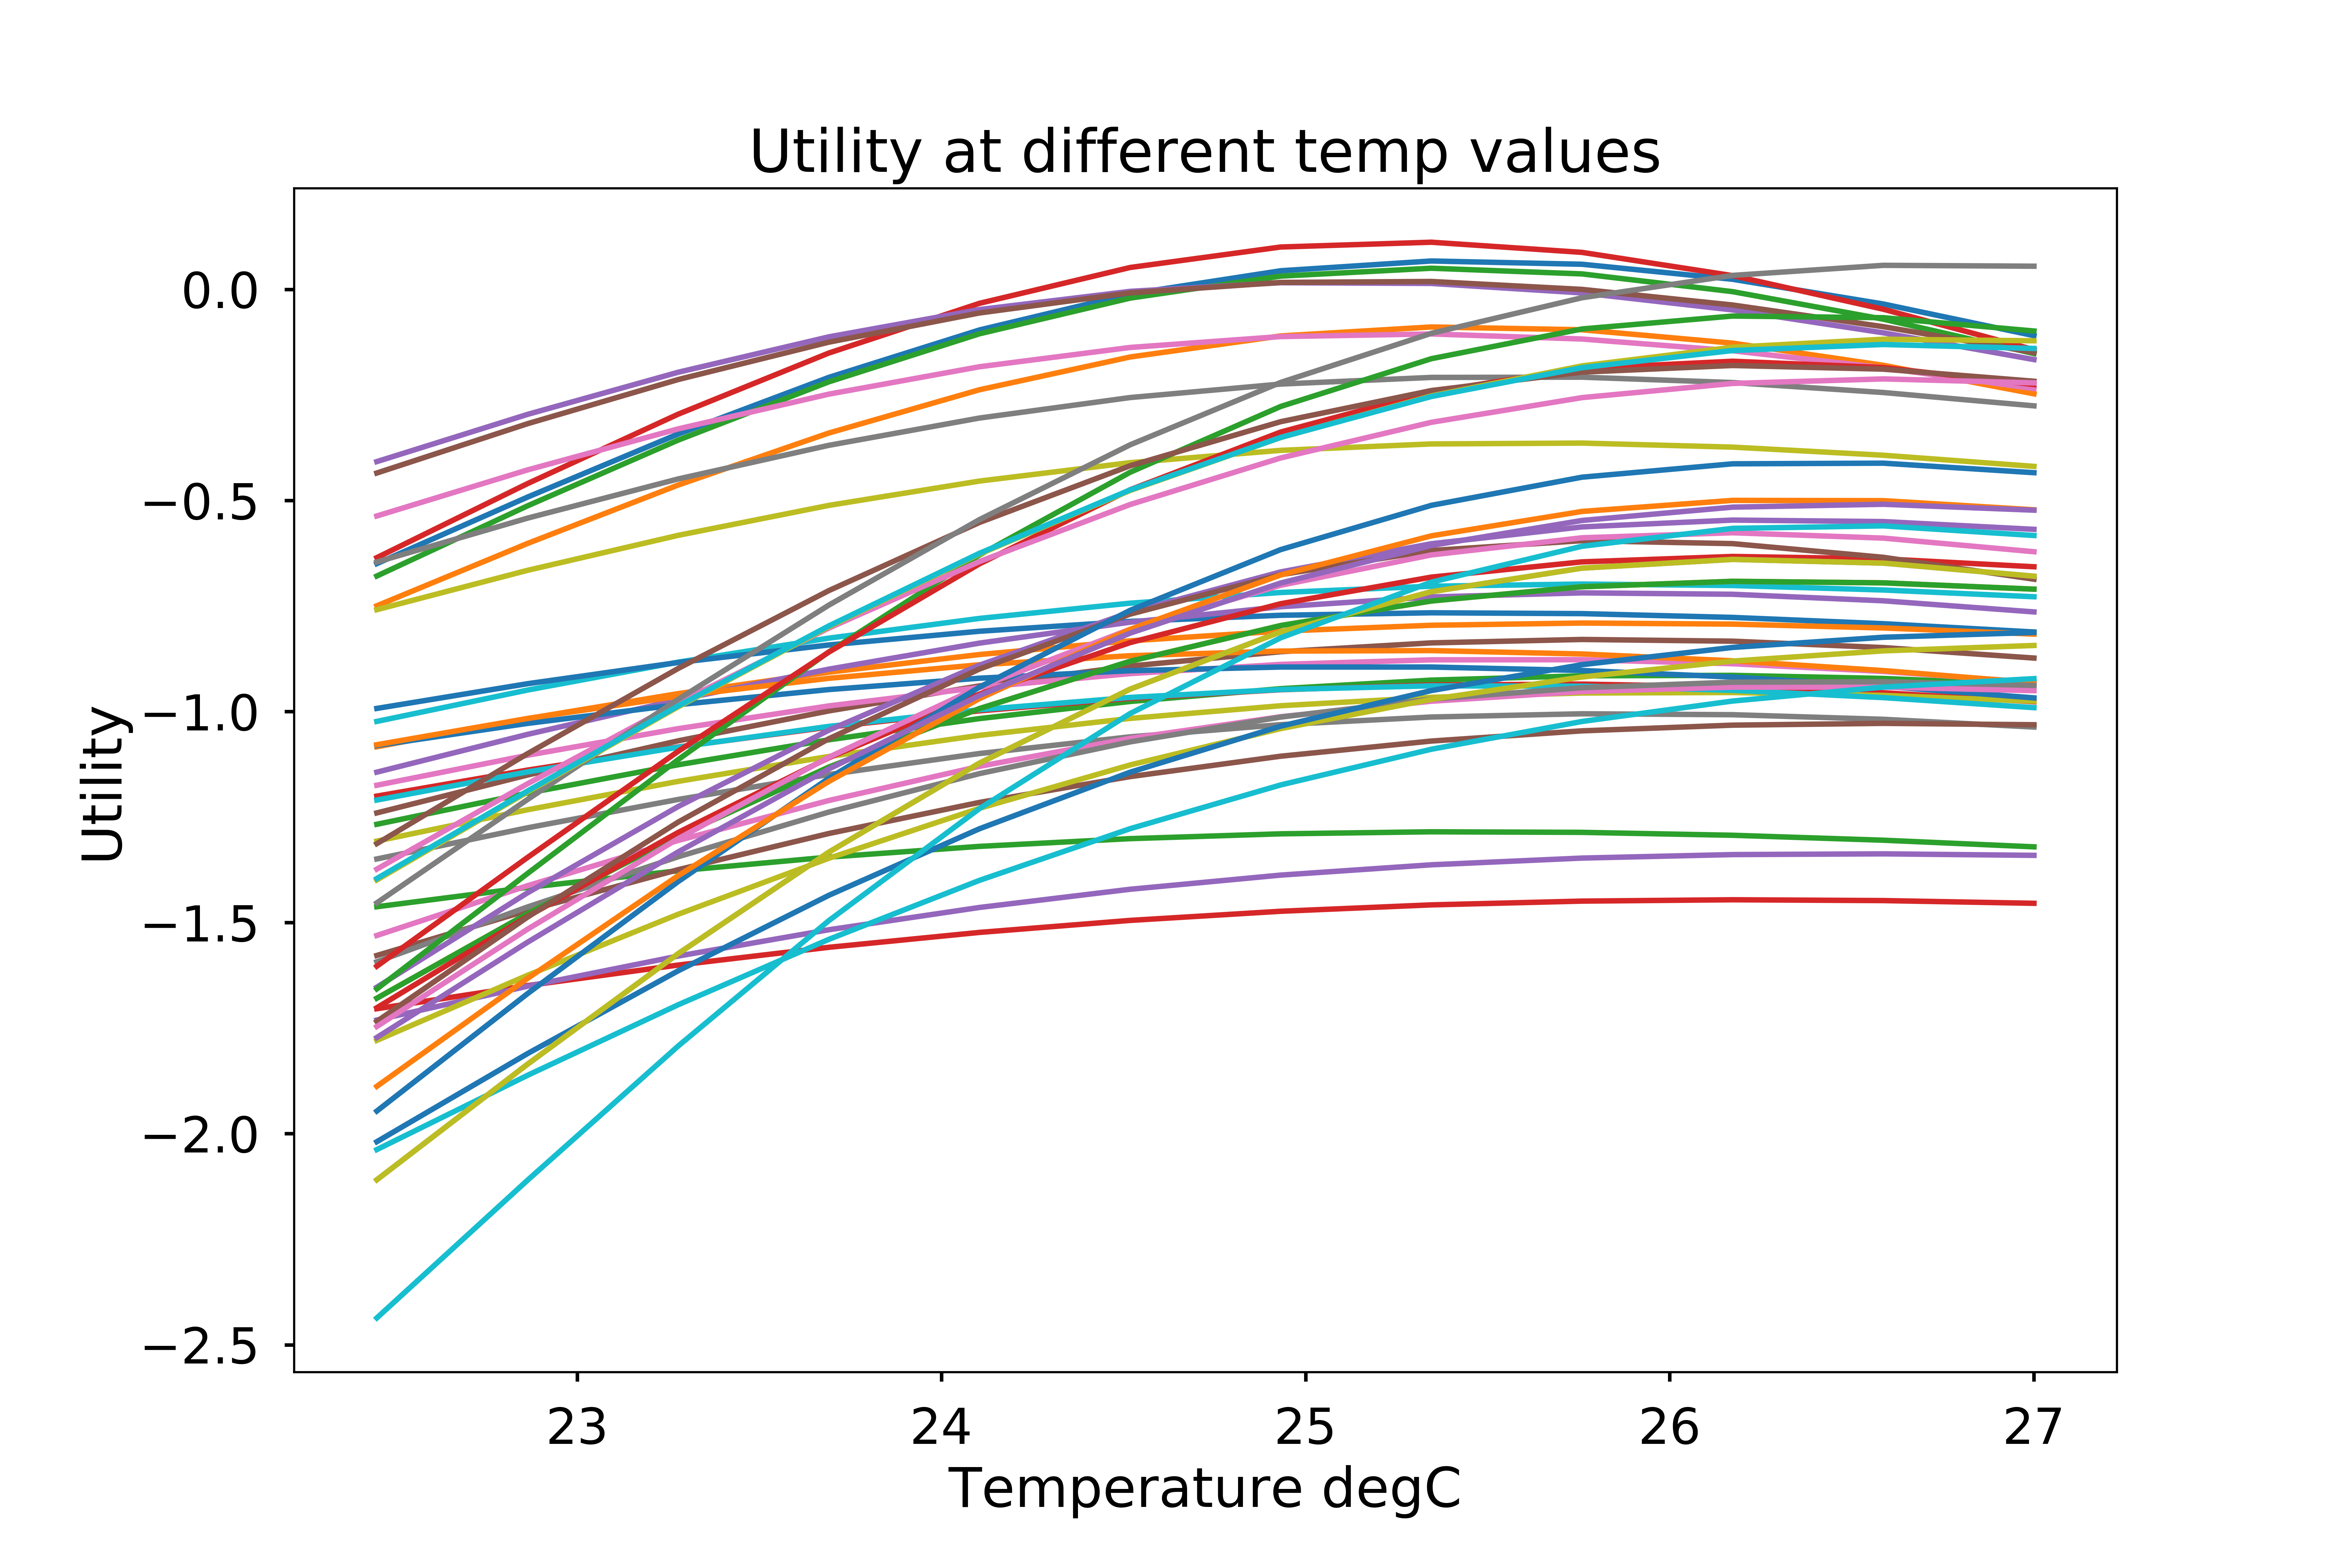 Utility at different temp values
Utility
0.0
−0.5
−1.0
−1.5
−2.0
−2.5
23 24 25 26 27
Temperature degC